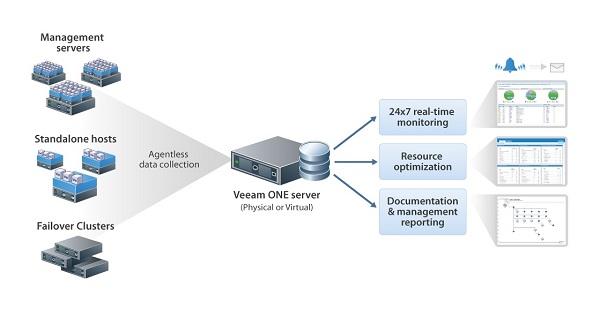 Management
servers
Standalone hosts
Failover Clusters
Agentless
data collection
Veeam ONE server
(Physical or Virtual)
24x7 real-time
monitoring
Resource
optimization
Documentation
& management
reporting